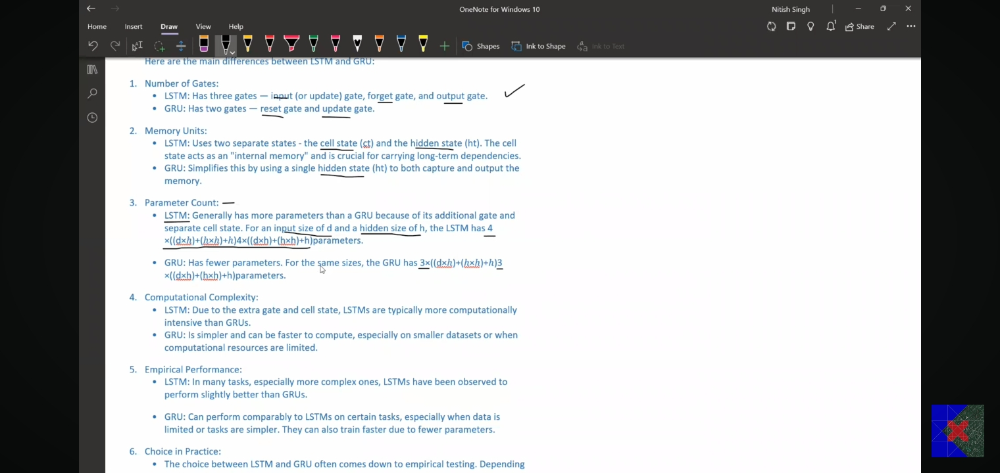 OneNote for Windows 10
Nitish Singh
Home Insert Draw View Help
1
Share
Shapes Ink to Shape Ink to Text
Here are the main differences between LSTM and GRU:
1. Number of Gates:
• LSTM: Has three gates — input (or update) gate, forget gate, and output gate.
• GRU: Has two gates — reset gate and update gate.
2. Memory Units:
• LSTM: Uses two separate states - the cell state (ct) and the hidden state (ht). The cell
state acts as an "internal memory" and is crucial for carrying long-term dependencies.
• GRU: Simplifies this by using a single hidden state (ht) to both capture and output the
memory.
3. Parameter Count:
• LSTM: Generally has more parameters than a GRU because of its additional gate and
separate cell state. For an input size of d and a hidden size of h, the LSTM has 4
×((d×ℎ)+(ℎ×ℎ)+ℎ)4×((d×h)+(h×h)+h)parameters.
• GRU: Has fewer parameters. For the same sizes, the GRU has 3×((d×ℎ)+(ℎ×ℎ)+ℎ)3
×((d×h)+(h×h)+h)parameters.
4. Computational Complexity:
• LSTM: Due to the extra gate and cell state, LSTMs are typically more computationally
intensive than GRUs.
• GRU: Is simpler and can be faster to compute, especially on smaller datasets or when
computational resources are limited.
5. Empirical Performance:
• LSTM: In many tasks, especially more complex ones, LSTMs have been observed to
perform slightly better than GRUs.
• GRU: Can perform comparably to LSTMs on certain tasks, especially when data is
limited or tasks are simpler. They can also train faster due to fewer parameters.
6. Choice in Practice:
• The choice between LSTM and GRU often comes down to empirical testing. Depending